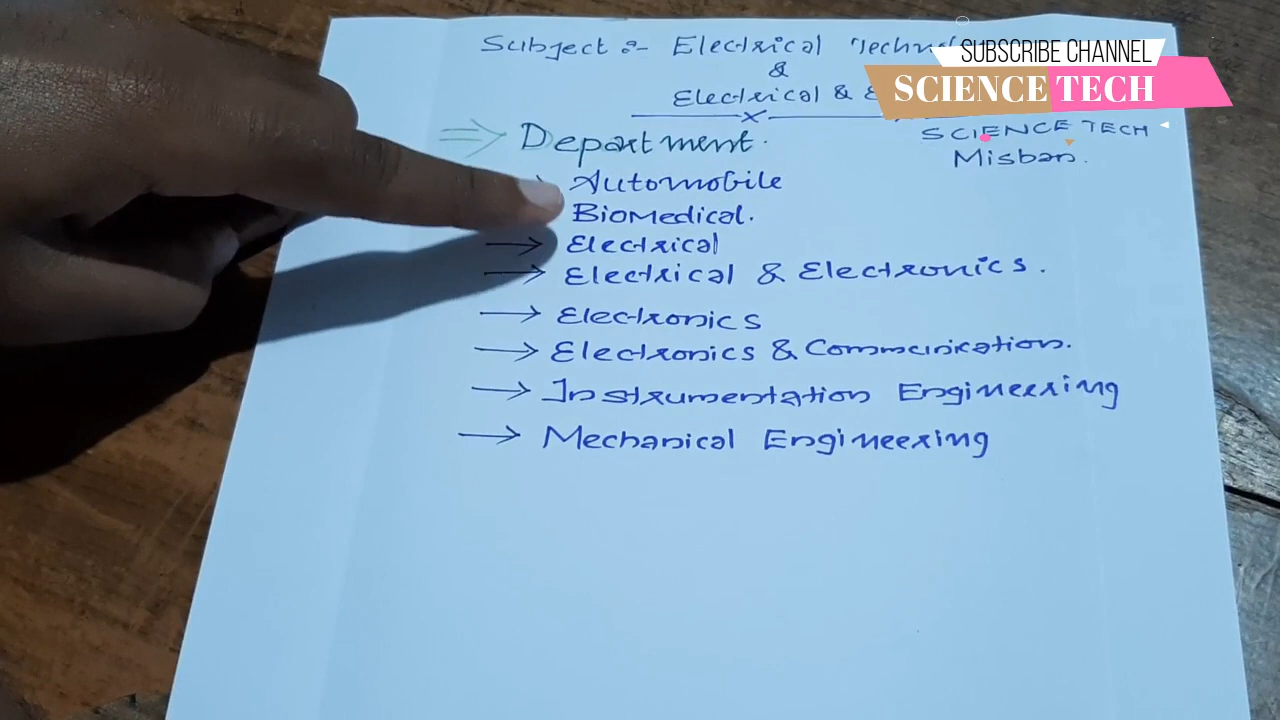 Subject :- Electrical
&
Electrical &
SUBSCRIBE CHANNEL
SCIENCE TECH
SCIENCE TECH
Misban.
Department.
Automobile
Biomedical.
→ Electrical
→ Electrical & Electronics.
→ Electronics
→ Electronics & Communication.
→ Instrumentation Engineering
→ Mechanical Engineering